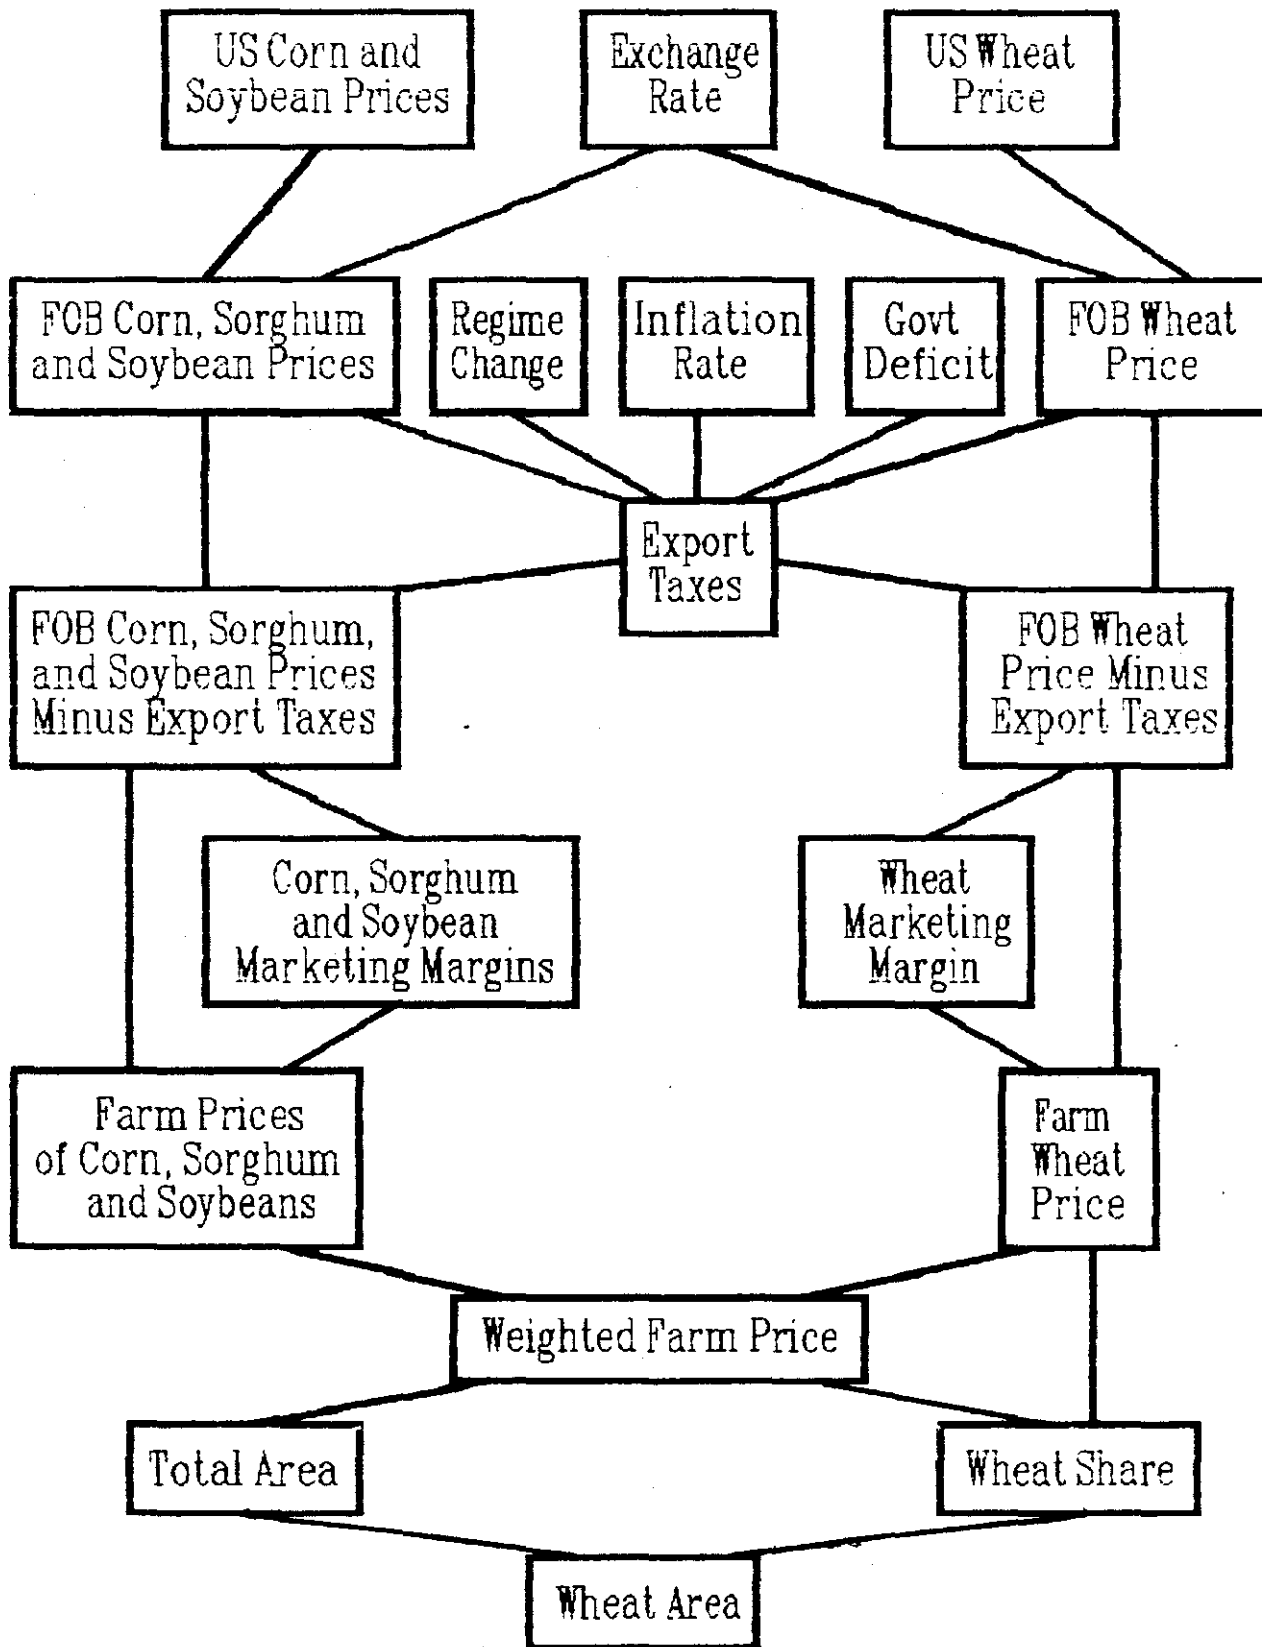 US Corn and
Soybean Prices
Exchange
Rate
US Wheat
Price
FOB Corn, Sorghum
and Soybean Prices
Regime
Change
Inflation
Rate
Govt
Deficit
FOB Wheat
Price
Export
Taxes
FOB Corn, Sorghum,
and Soybean Prices
Minus Export Taxes
FOB Wheat
Price Minus
Export Taxes
Corn, Sorghum
and Soybean
Marketing Margins
Wheat
Marketing
Margin
Farm Prices
of Corn, Sorghum
and Soybeans
Farm
Wheat
Price
Weighted Farm Price
Total Area
Wheat Share
Wheat Area